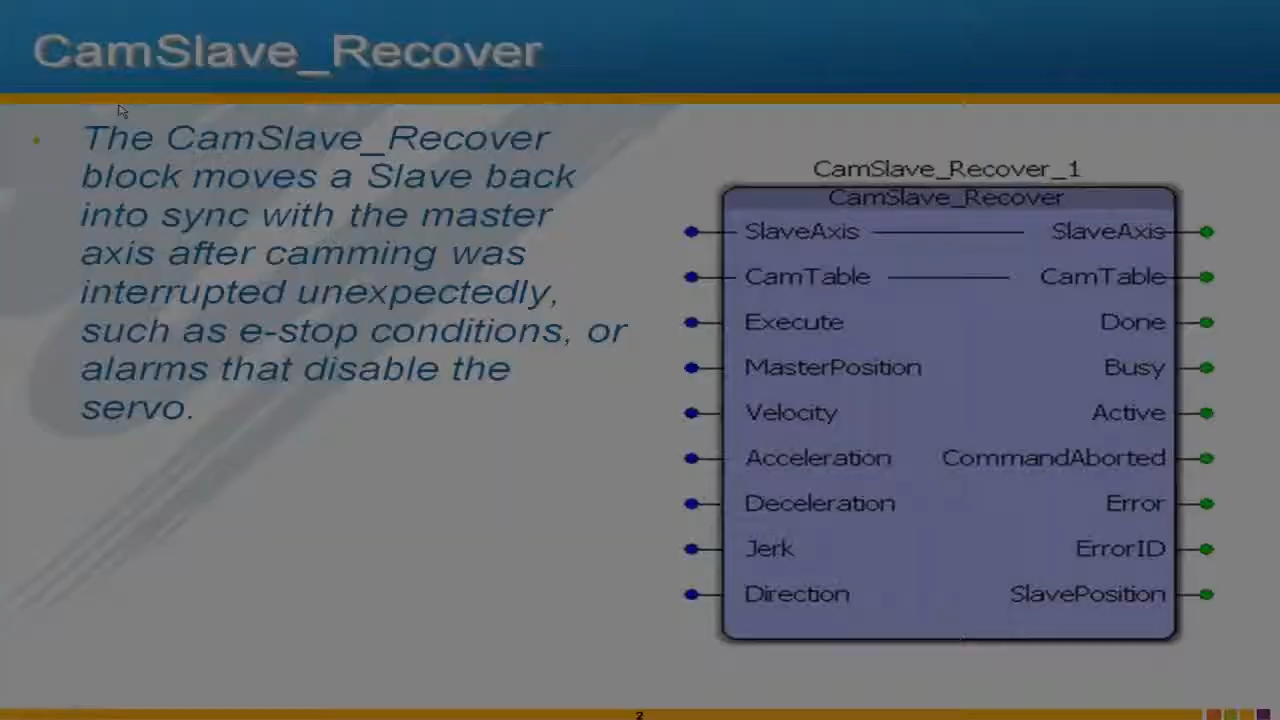 CamSlave_Recover
• The CamSlave_Recover
block moves a Slave back
into sync with the master
axis after camming was
interrupted unexpectedly,
such as e-stop conditions, or
alarms that disable the
servo.
CamSlave_Recover_1
CamSlave_Recover
SlaveAxis SlaveAxis
CamTable CamTable
Execute Done
MasterPosition Busy
Velocity Active
Acceleration CommandAborted
Deceleration Error
Jerk ErrorID
Direction SlavePosition
2